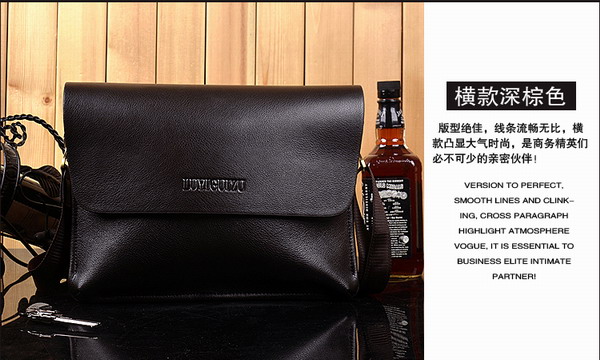 横款深棕色
版型绝佳，线条流畅无比，横
款凸显大气时尚，是商务精英们
必不可少的亲密伙伴！
VERSION TO PERFECT,
SMOOTH LINES AND CLINK-
ING, CROSS PARAGRAPH
HIGHLIGHT ATMOSPHERE
VOGUE, IT IS ESSENTIAL TO
BUSINESS ELITE INTIMATE
PARTNER!
LUVIGUIZU